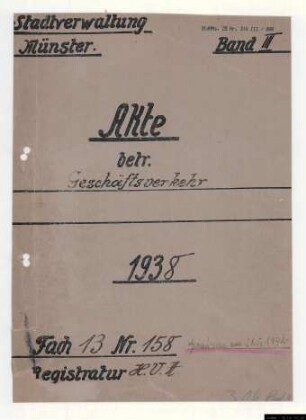 Stadtverwaltung
Münster. Band II
Akte
betr.
Geschäftsverkehr
1938
Fach 13 Nr. 158
Registratur H.V.I